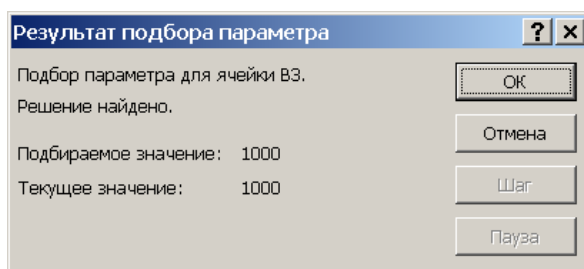 Результат подбора параметра
? ×
Подбор параметра для ячейки B3.
Решение найдено.
Подбираемое значение: 1000
Текущее значение: 1000
ОК
Отмена
Шаг
Пауза